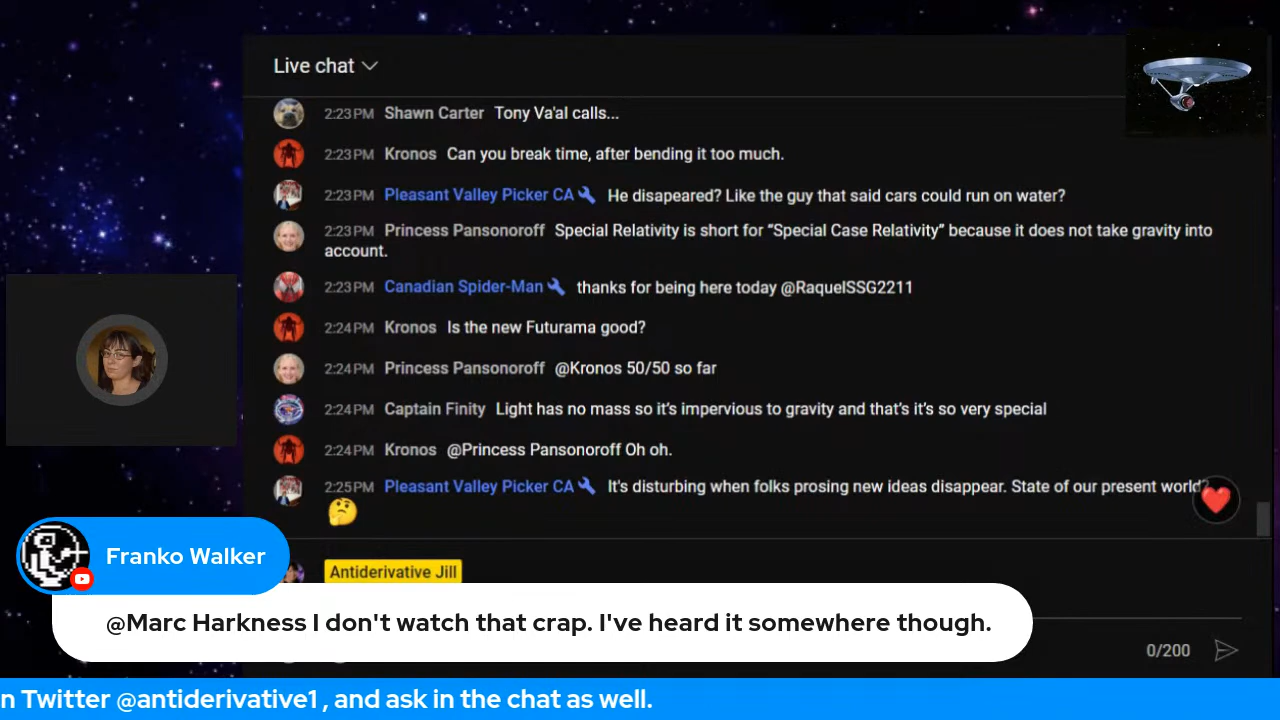 Live chat
2:23 PM Shawn Carter Tony Va'al calls...
2:23 PM Kronos Can you break time, after bending it too much.
2:23 PM Pleasant Valley Picker CA He disapeared? Like the guy that said cars could run on water?
2:23 PM Princess Pansonoroff Special Relativity is short for “Special Case Relativity” because it does not take gravity into
account.
2:23 PM Canadian Spider-Man thanks for being here today @RaquelSSG2211
2:24 PM Kronos Is the new Futurama good?
2:24 PM Princess Pansonoroff @Kronos 50/50 so far
2:24 PM Captain Finity Light has no mass so it’s impervious to gravity and that’s it’s so very special
2:24 PM Kronos @Princess Pansonoroff Oh oh.
2:25 PM Pleasant Valley Picker CA It's disturbing when folks prosing new ideas disappear. State of our present world?
🤔
Antiderivative Jill
Franko Walker
@Marc Harkness I don't watch that crap. I've heard it somewhere though.
0/200
n Twitter @antiderivative1 , and ask in the chat as well.